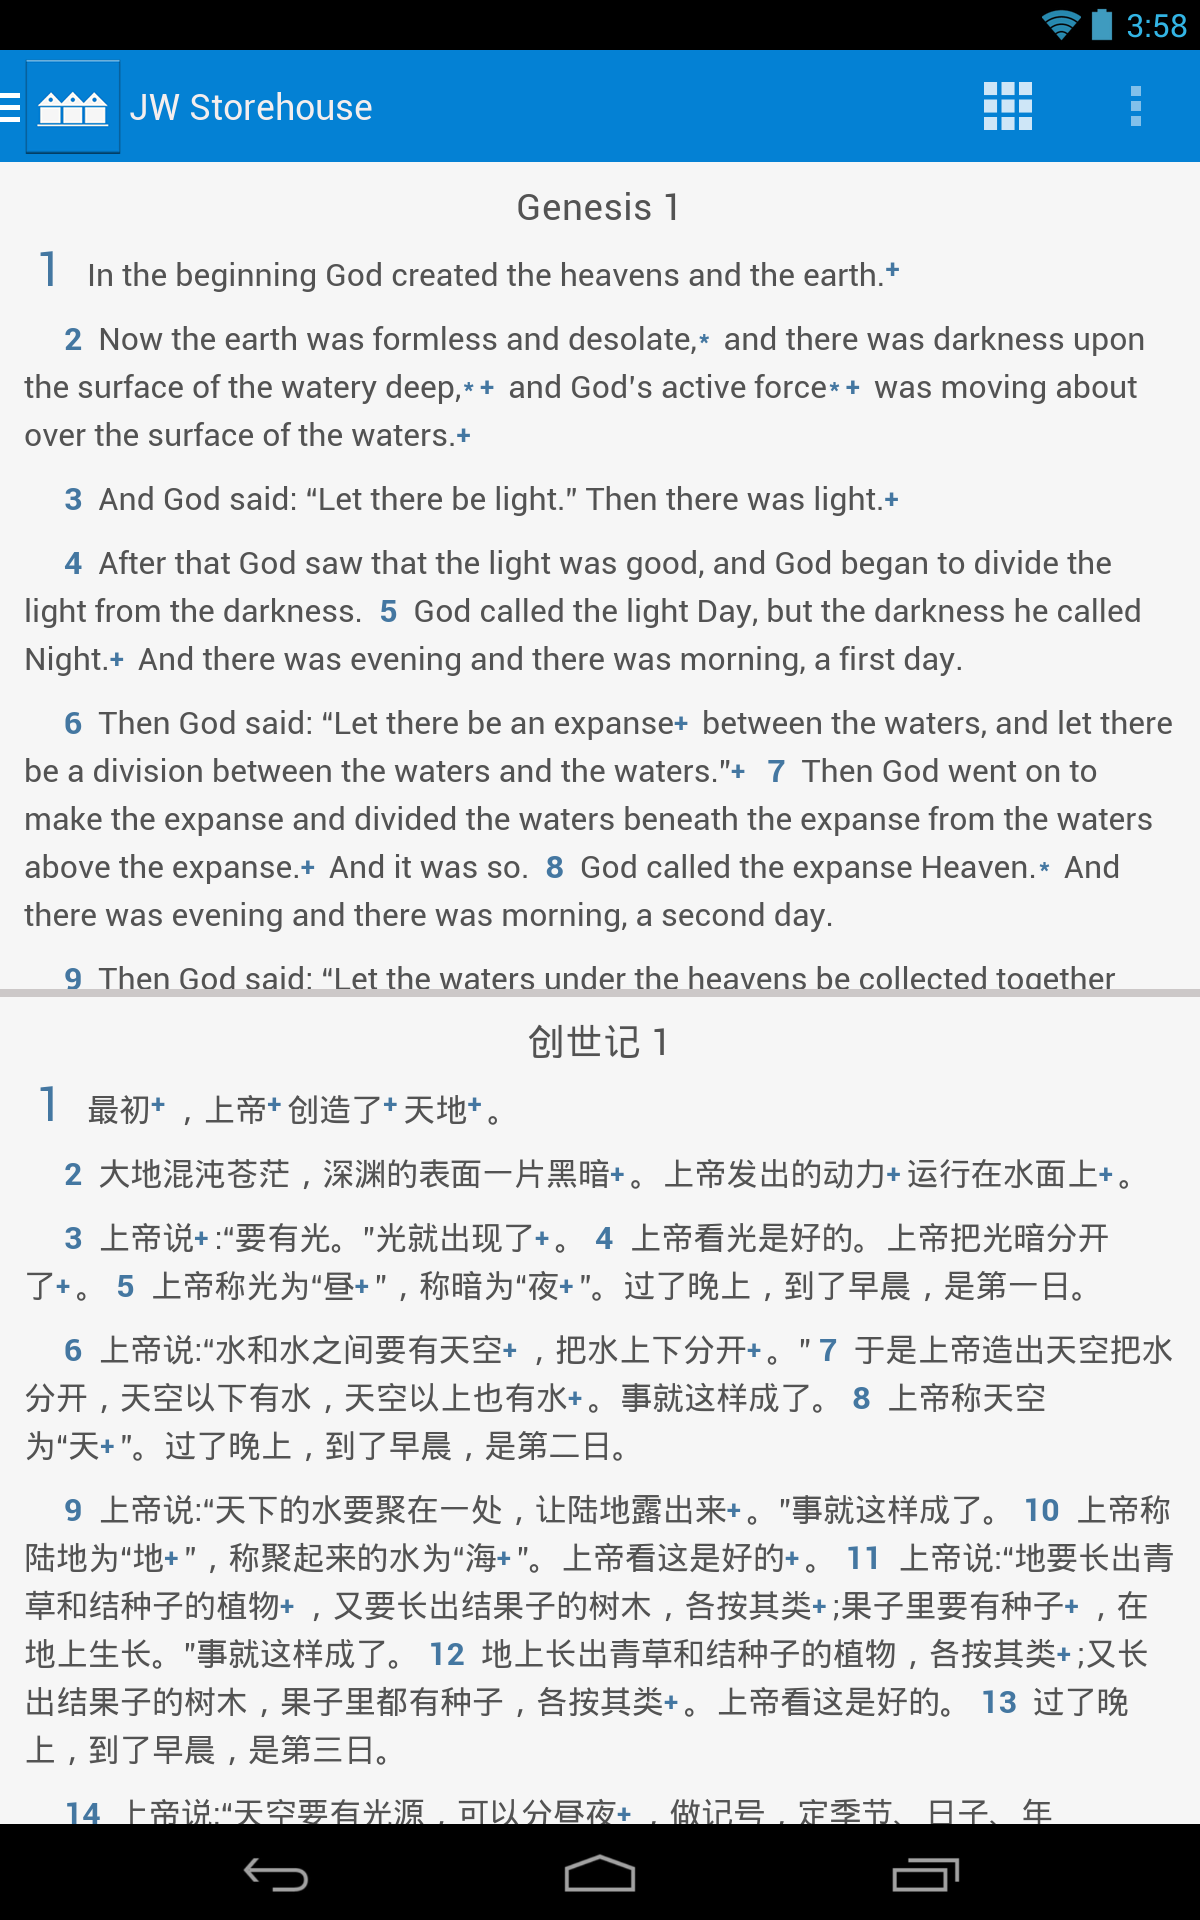 3:58
JW Storehouse
Genesis 1
1 In the beginning God created the heavens and the earth.+
2 Now the earth was formless and desolate,* and there was darkness upon
the surface of the watery deep,*+ and God's active force*+ was moving about
over the surface of the waters.+
3 And God said: “Let there be light.” Then there was light.+
4 After that God saw that the light was good, and God began to divide the
light from the darkness. 5 God called the light Day, but the darkness he called
Night.+ And there was evening and there was morning, a first day.
6 Then God said: “Let there be an expanse+ between the waters, and let there
be a division between the waters and the waters.”+ 7 Then God went on to
make the expanse and divided the waters beneath the expanse from the waters
above the expanse.+ And it was so. 8 God called the expanse Heaven.* And
there was evening and there was morning, a second day.
9 Then God said: “Let the waters under the heavens be collected together
创世记 1
1 最初+，上帝+创造了+天地+。
2 大地混沌苍茫，深渊的表面一片黑暗+。上帝发出的动力+运行在水面上+。
3 上帝说+:“要有光。”光就出现了+。 4 上帝看光是好的。上帝把光暗分开
了+。 5 上帝称光为“昼+”，称暗为“夜+”。过了晚上，到了早晨，是第一日。
6 上帝说:“水和水之间要有天空+，把水上下分开+。” 7 于是上帝造出天空把水
分开，天空以下有水，天空以上也有水+。事就这样成了。 8 上帝称天空
为“天+”。过了晚上，到了早晨，是第二日。
9 上帝说:“天下的水要聚在一处，让陆地露出来+。”事就这样成了。 10 上帝称
陆地为“地+”，称聚起来的水为“海+”。上帝看这是好的+。 11 上帝说:“地要长出青
草和结种子的植物+，又要长出结果子的树木，各按其类+;果子里要有种子+，在
地上生长。”事就这样成了。 12 地上长出青草和结种子的植物，各按其类+;又长
出结果子的树木，果子里都有种子，各按其类+。上帝看这是好的。 13 过了晚
上，到了早晨，是第三日。
14 上帝说:“天空要有光源，可以分昼夜+，做记号，定季节、日子、年